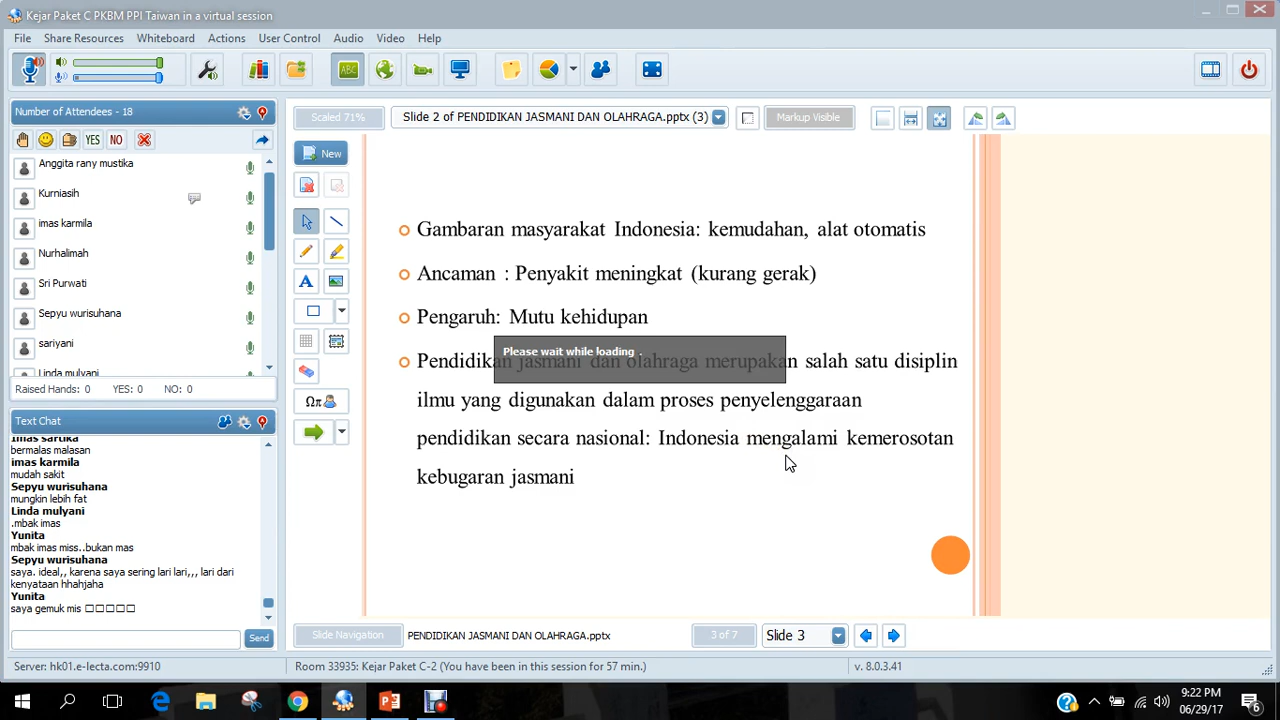 Kejar Paket C PKBM PPI Taiwan in a virtual session
File Share Resources Whiteboard Actions User Control Audio Video Help
ABC
Number of Attendees - 18
YES NO
Anggita rany mustika
Kurniasih
imas karmila
Nurhalimah
Sri Purwati
Sepyu wurisuhana
sariyani
Linda mulyani
Raised Hands: 0 YES: 0 NO: 0
Text Chat
Imas sartika
bermalas malasan
imas karmila
mudah sakit
Sepyu wurisuhana
mungkin lebih fat
Linda mulyani
.mbak imas
Yunita
mbak imas miss..bukan mas
Sepyu wurisuhana
saya. ideal,, karena saya sering lari lari,,, lari dari
kenyataan hhahjaha
Yunita
saya gemuk mis □□□□□
Send
Scaled 71%
Slide 2 of PENDIDIKAN JASMANI DAN OLAHRAGA.pptx (3)
Markup Visible
New
A
Ωπ
Gambaran masyarakat Indonesia: kemudahan, alat otomatis
Ancaman : Penyakit meningkat (kurang gerak)
Pengaruh: Mutu kehidupan
Please wait while loading .
Pendidikan jasmani dan olahraga merupakan salah satu disiplin
ilmu yang digunakan dalam proses penyelenggaraan
pendidikan secara nasional: Indonesia mengalami kemerosotan
kebugaran jasmani
Slide Navigation
PENDIDIKAN JASMANI DAN OLAHRAGA.pptx
3 of 7
Slide 3
Server: hk01.e-lecta.com:9910
Room 33935: Kejar Paket C-2 (You have been in this session for 57 min.)
v. 8.0.3.41
9:22 PM
06/29/17
6